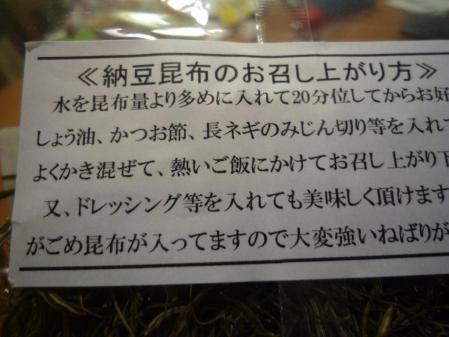 ≪納豆昆布のお召し上がり方≫
水を昆布量より多めに入れて20分位してからお好
しょう油、かつお節、長ネギのみじん切り等を入れて
よくかき混ぜて、熱いご飯にかけてお召し上がり下
又、ドレッシング等を入れても美味しく頂けます
がごめ昆布が入ってますので大変強いねばりが